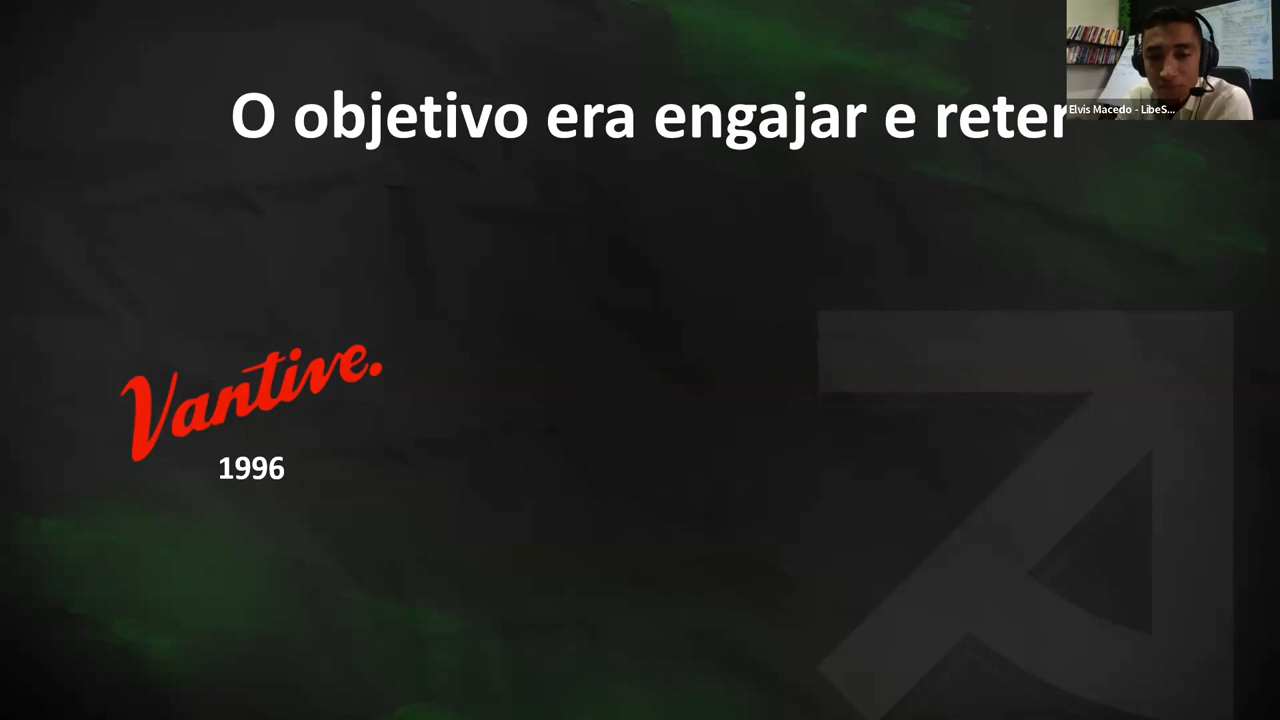 O objetivo era engajar e reter
Elvis Macedo - LibeS...
Vantive.
1996